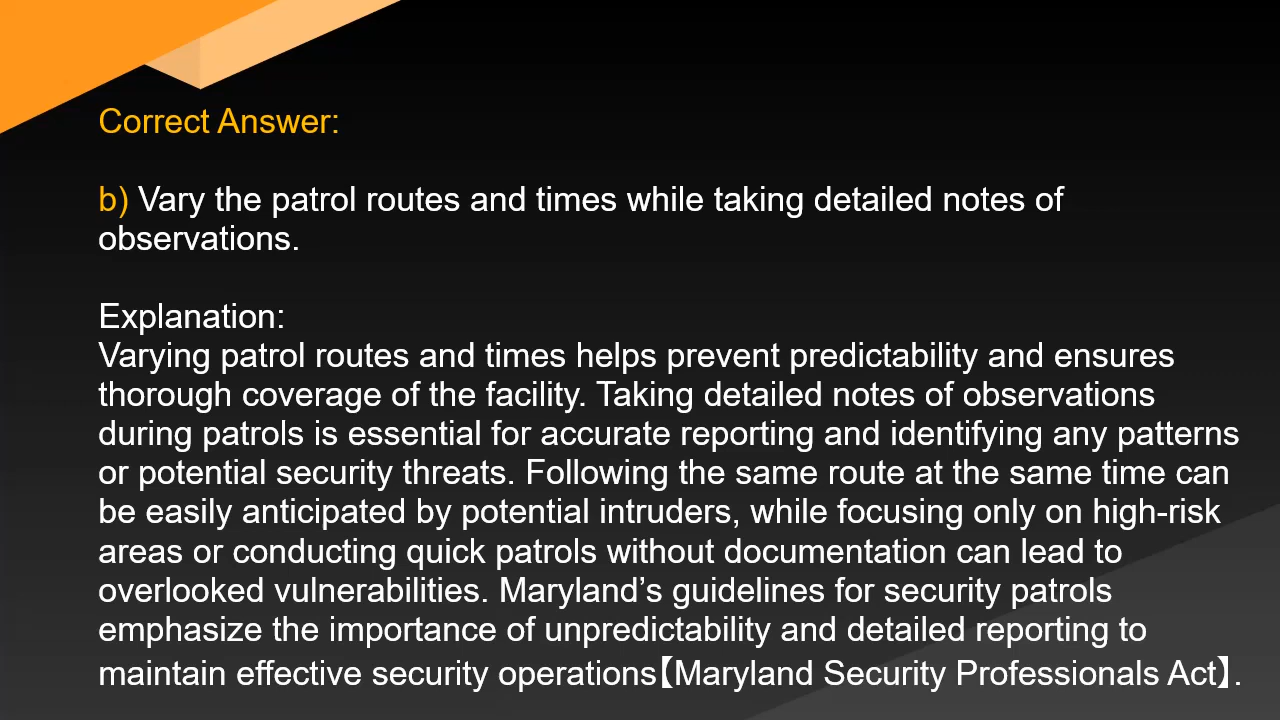 Correct Answer:
b) Vary the patrol routes and times while taking detailed notes of
observations.
Explanation:
Varying patrol routes and times helps prevent predictability and ensures
thorough coverage of the facility. Taking detailed notes of observations
during patrols is essential for accurate reporting and identifying any patterns
or potential security threats. Following the same route at the same time can
be easily anticipated by potential intruders, while focusing only on high-risk
areas or conducting quick patrols without documentation can lead to
overlooked vulnerabilities. Maryland’s guidelines for security patrols
emphasize the importance of unpredictability and detailed reporting to
maintain effective security operations【Maryland Security Professionals Act】.